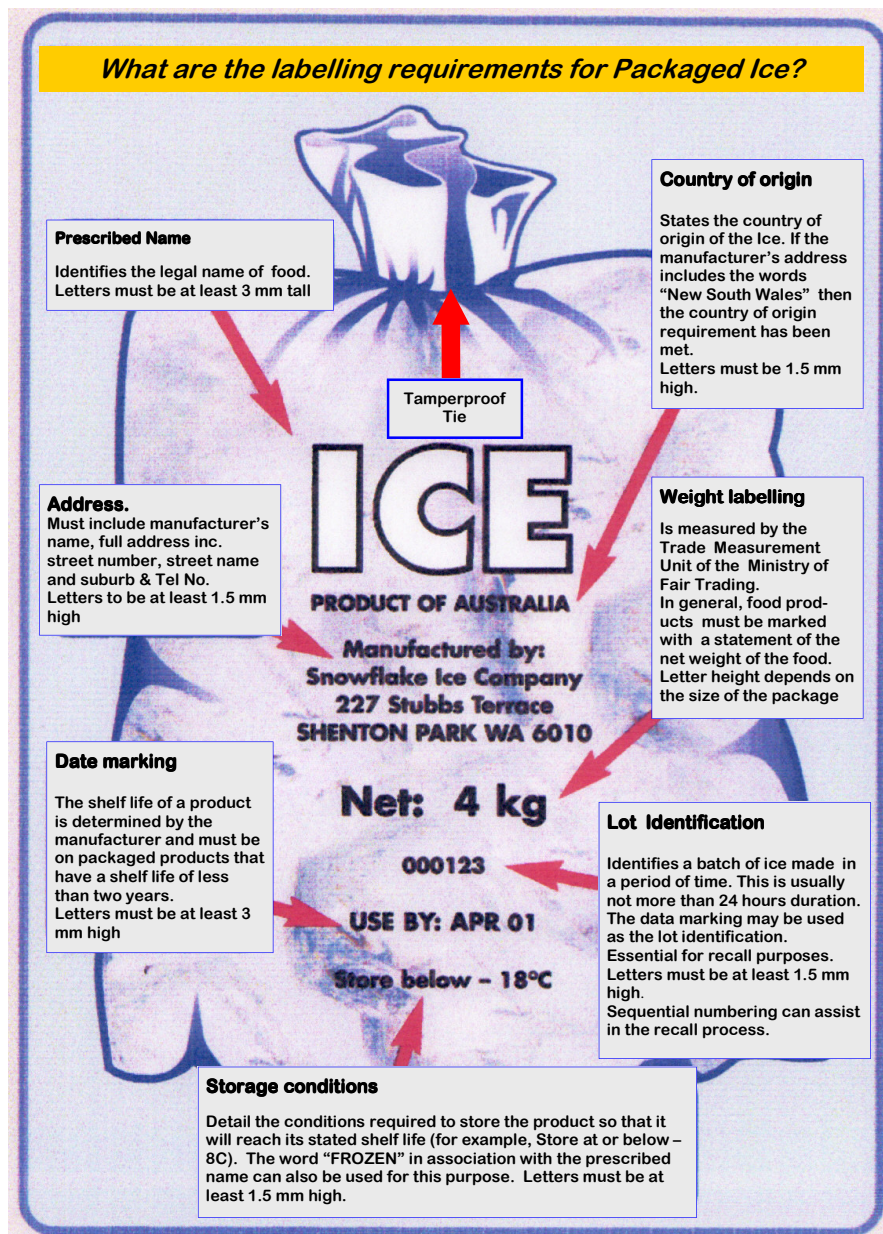 What are the labelling requirements for Packaged Ice?
Prescribed Name
Identifies the legal name of food.
Letters must be at least 3 mm tall
Country of origin
States the country of
origin of the Ice. If the
manufacturer's address
includes the words
“New South Wales” then
the country of origin
requirement has been
met.
Letters must be 1.5 mm
high.
Tamperproof
Tie
Address.
Must include manufacturer's
name, full address inc.
street number, street name
and suburb & Tel No.
Letters to be at least 1.5 mm
high
ICE
PRODUCT OF AUSTRALIA
Manufactured by:
Snowflake Ice Company
227 Stubbs Terrace
SHENTON PARK WA 6010
Weight labelling
Is measured by the
Trade Measurement
Unit of the Ministry of
Fair Trading.
In general, food prod-
ucts must be marked
with a statement of the
net weight of the food.
Letter height depends on
the size of the package
Date marking
The shelf life of a product
is determined by the
manufacturer and must be
on packaged products that
have a shelf life of less
than two years.
Letters must be at least 3
mm high
Net: 4 kg
000123
USE BY: APR 01
Store below – 18°C
Lot Identification
Identifies a batch of ice made in
a period of time. This is usually
not more than 24 hours duration.
The data marking may be used
as the lot identification.
Essential for recall purposes.
Letters must be at least 1.5 mm
high.
Sequential numbering can assist
in the recall process.
Storage conditions
Detail the conditions required to store the product so that it
will reach its stated shelf life (for example, Store at or below –
8C). The word “FROZEN” in association with the prescribed
name can also be used for this purpose. Letters must be at
least 1.5 mm high.